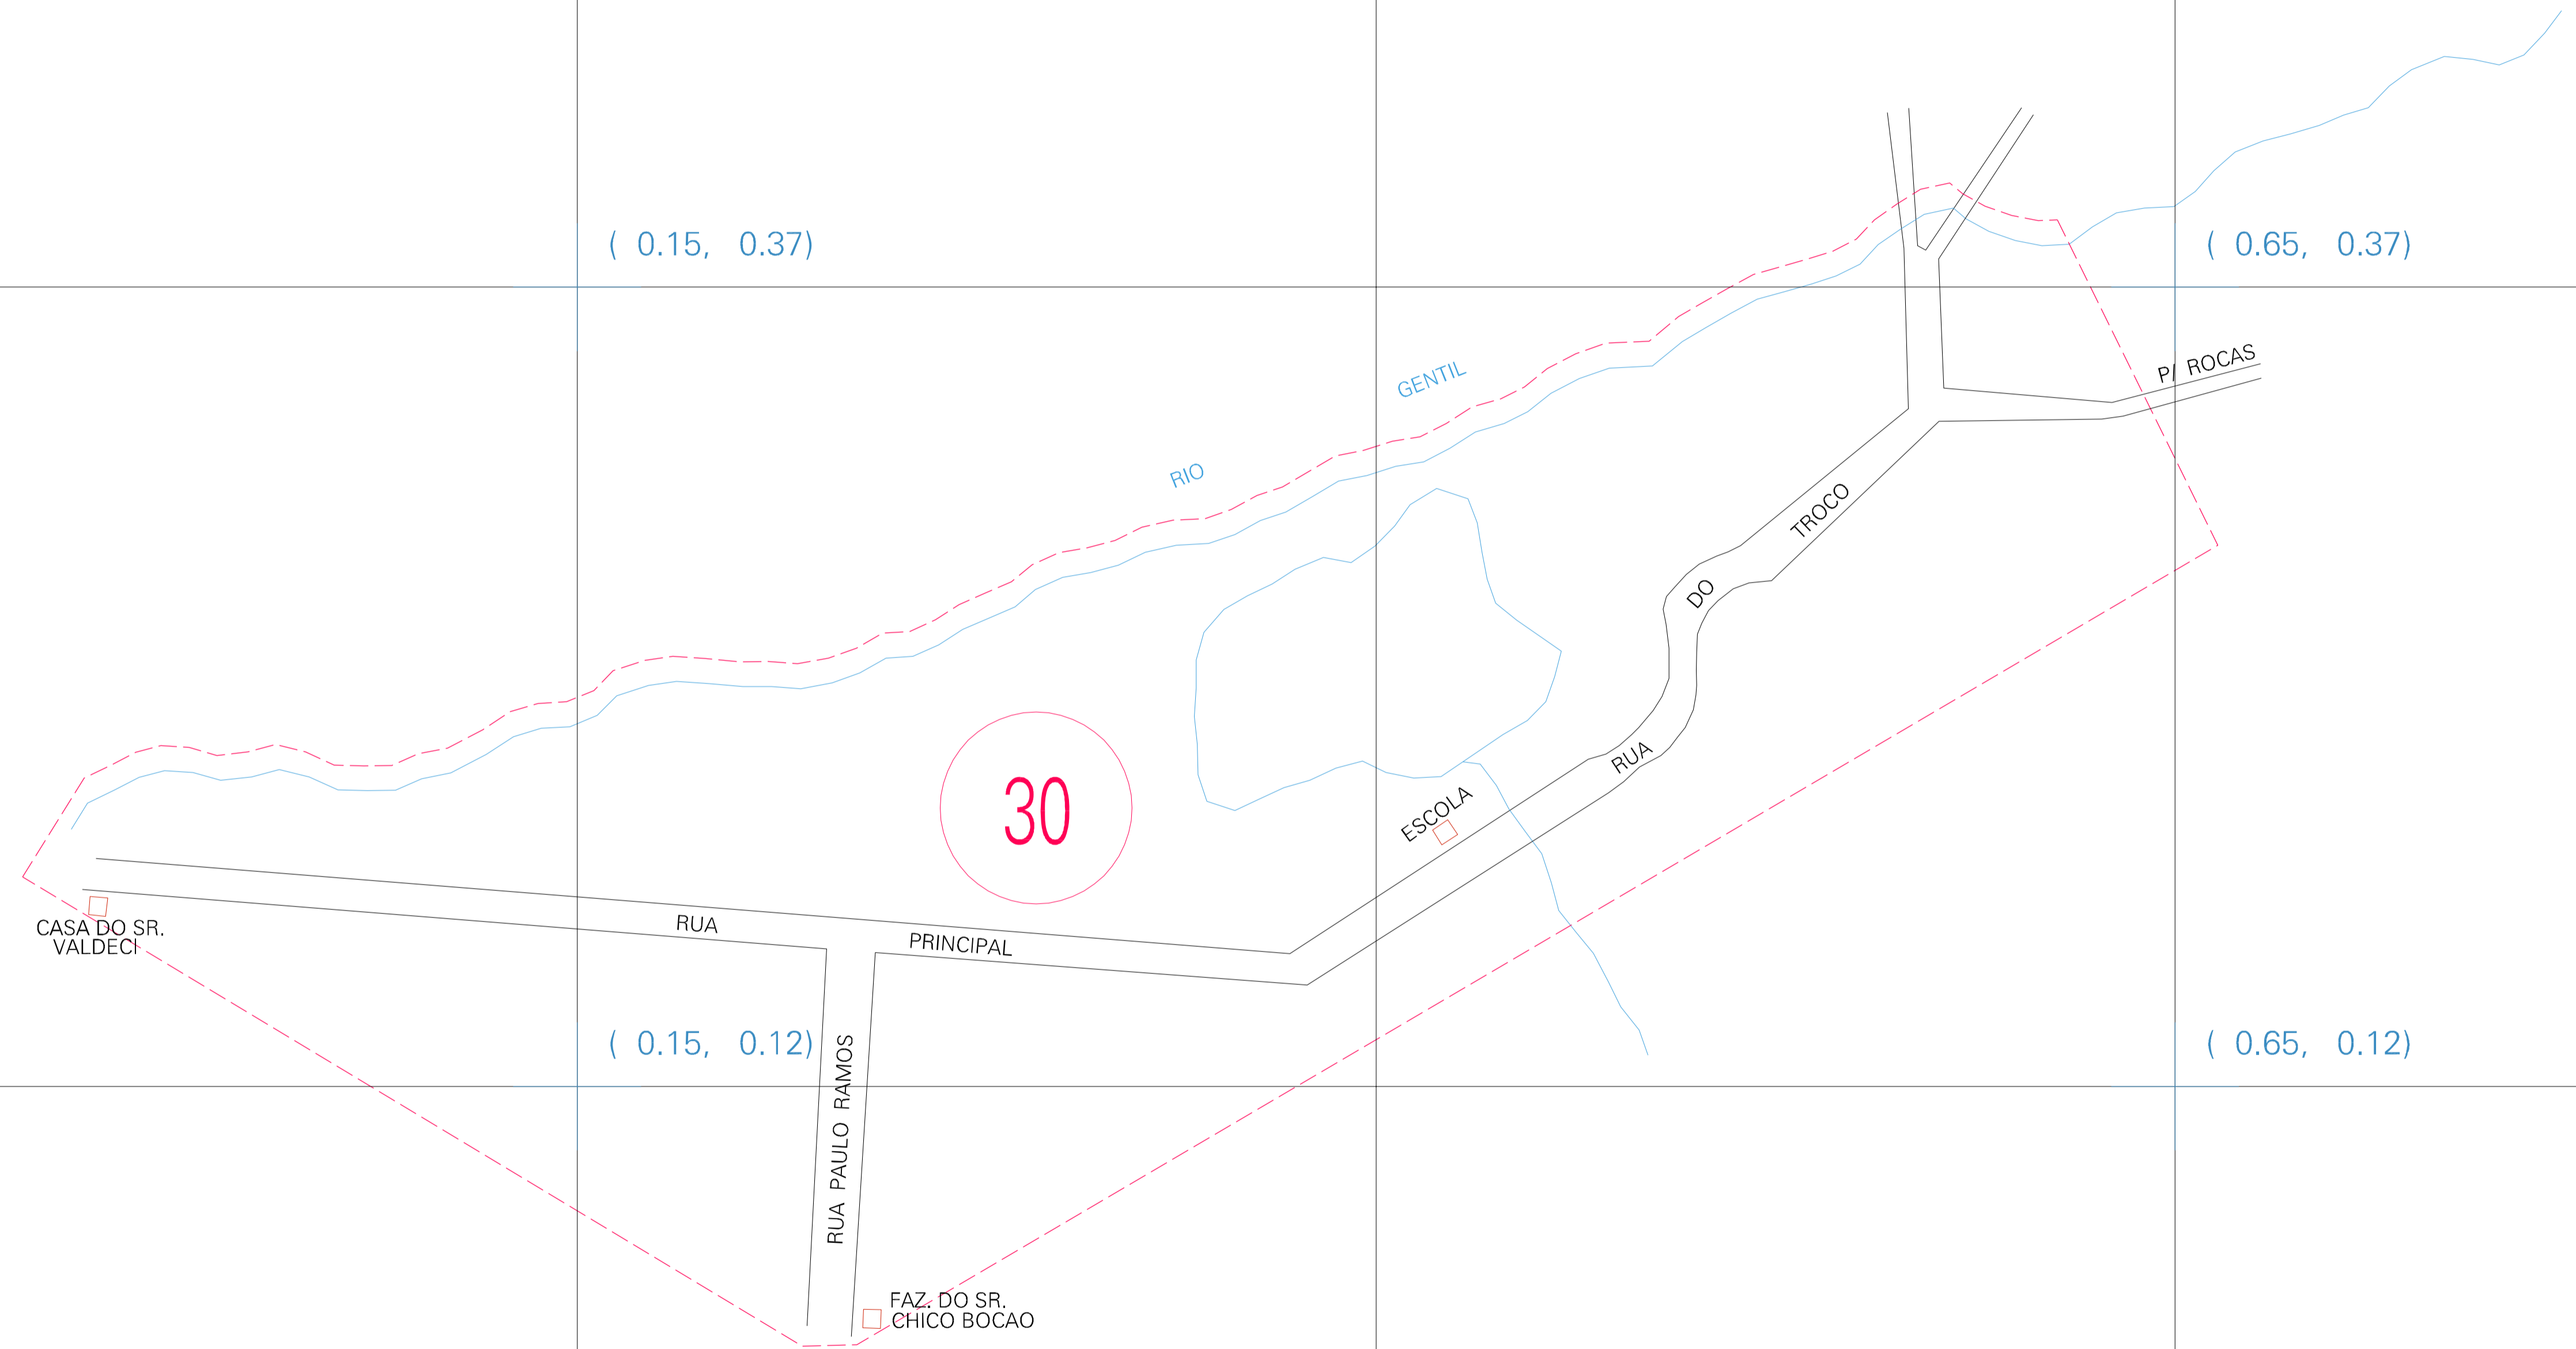 ( 0.15, 0.37)
( 0.65, 0.37)
P/ ROCAS
GENTIL
RIO
TROCO
DO
RUA
ESCOLA
30
CASA DO SR.
VALDECI
RUA
PRINCIPAL
( 0.15, 0.12)
( 0.65, 0.12)
RUA PAULO RAMOS
FAZ. DO SR.
CHICO BOCAO